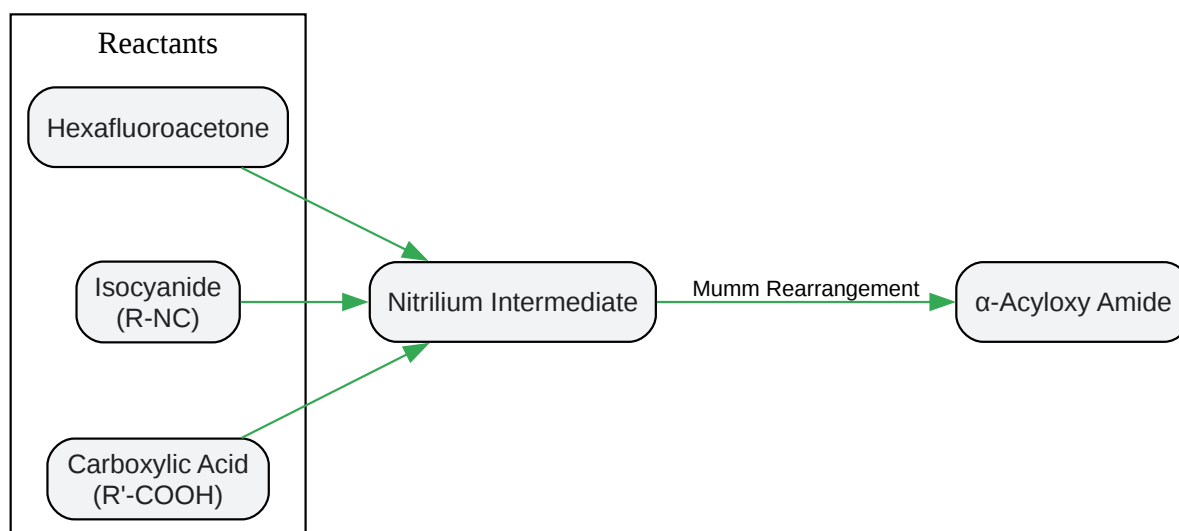 Reactants
Hexafluoroacetone
Isocyanide
(R-NC)
Carboxylic Acid
(R'-COOH)
Nitrilium Intermediate
Mumm Rearrangement
α-Acyloxy Amide